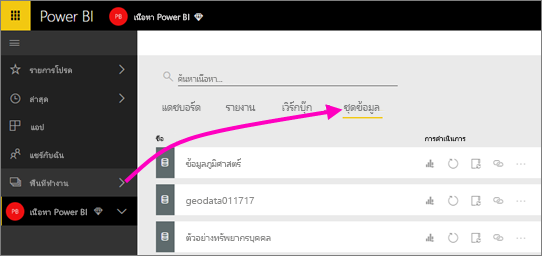 Power BI PB เนื้อหา Power BI
รายการโปรด
ล่าสุด
แอป
แชร์กับฉัน
พื้นที่ทำงาน
PB เนื้อหา Power BI
ค้นหาเนื้อหา...
แดชบอร์ด รายงาน เวิร์กบุ๊ก ชุดข้อมูล
ชื่อ การดำเนินการ
ข้อมูลภูมิศาสตร์
geodata011717
ตัวอย่างทรัพยากรบุคคล